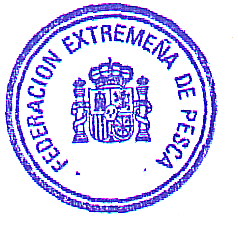 FEDERACION EXTREMEÑA DE PESCA